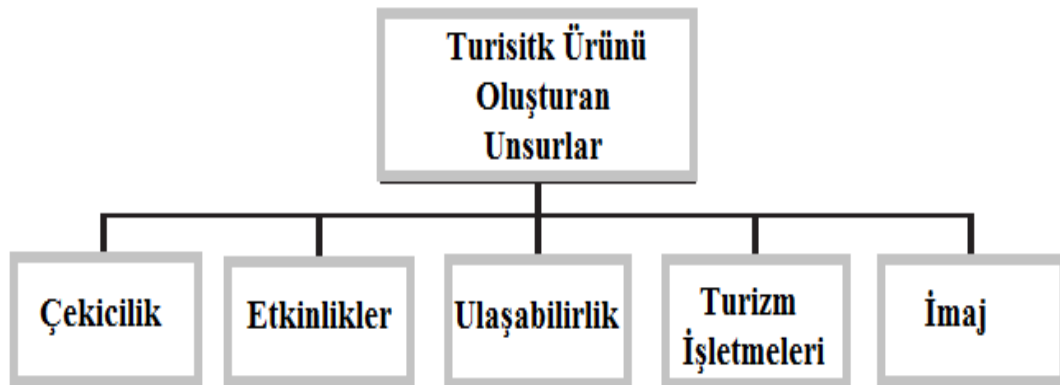 Turisitk Ürünü
Oluşturan
Unsurlar
Çekicilik
Etkinlikler
Ulaşabilirlik
Turizm
İşletmeleri
İmaj